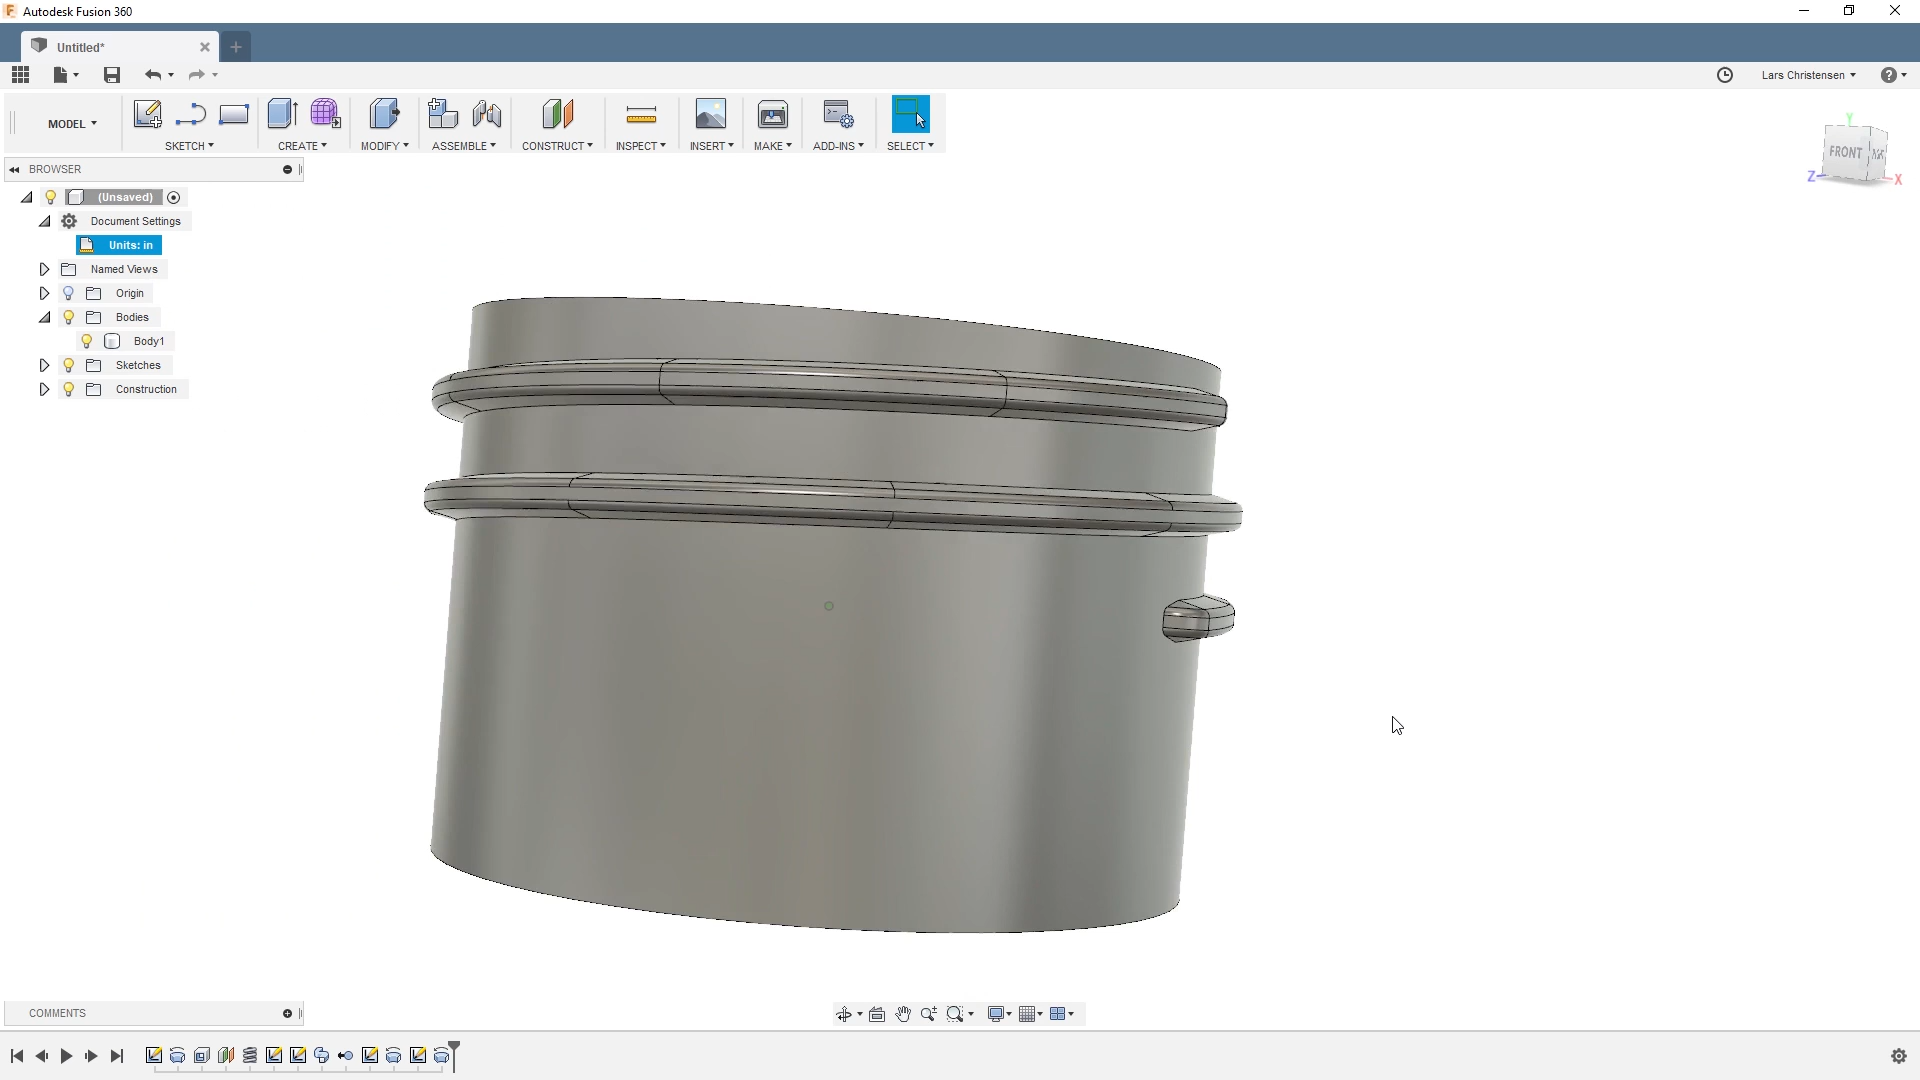 Autodesk Fusion 360
Untitled*
Lars Christensen
MODEL
SKETCH
CREATE
MODIFY
ASSEMBLE
CONSTRUCT
INSPECT
INSERT
MAKE
ADD-INS
SELECT
Y
FRONT
Z
X
BROWSER
(Unsaved)
Document Settings
Units: in
Named Views
Origin
Bodies
Body1
Sketches
Construction
COMMENTS